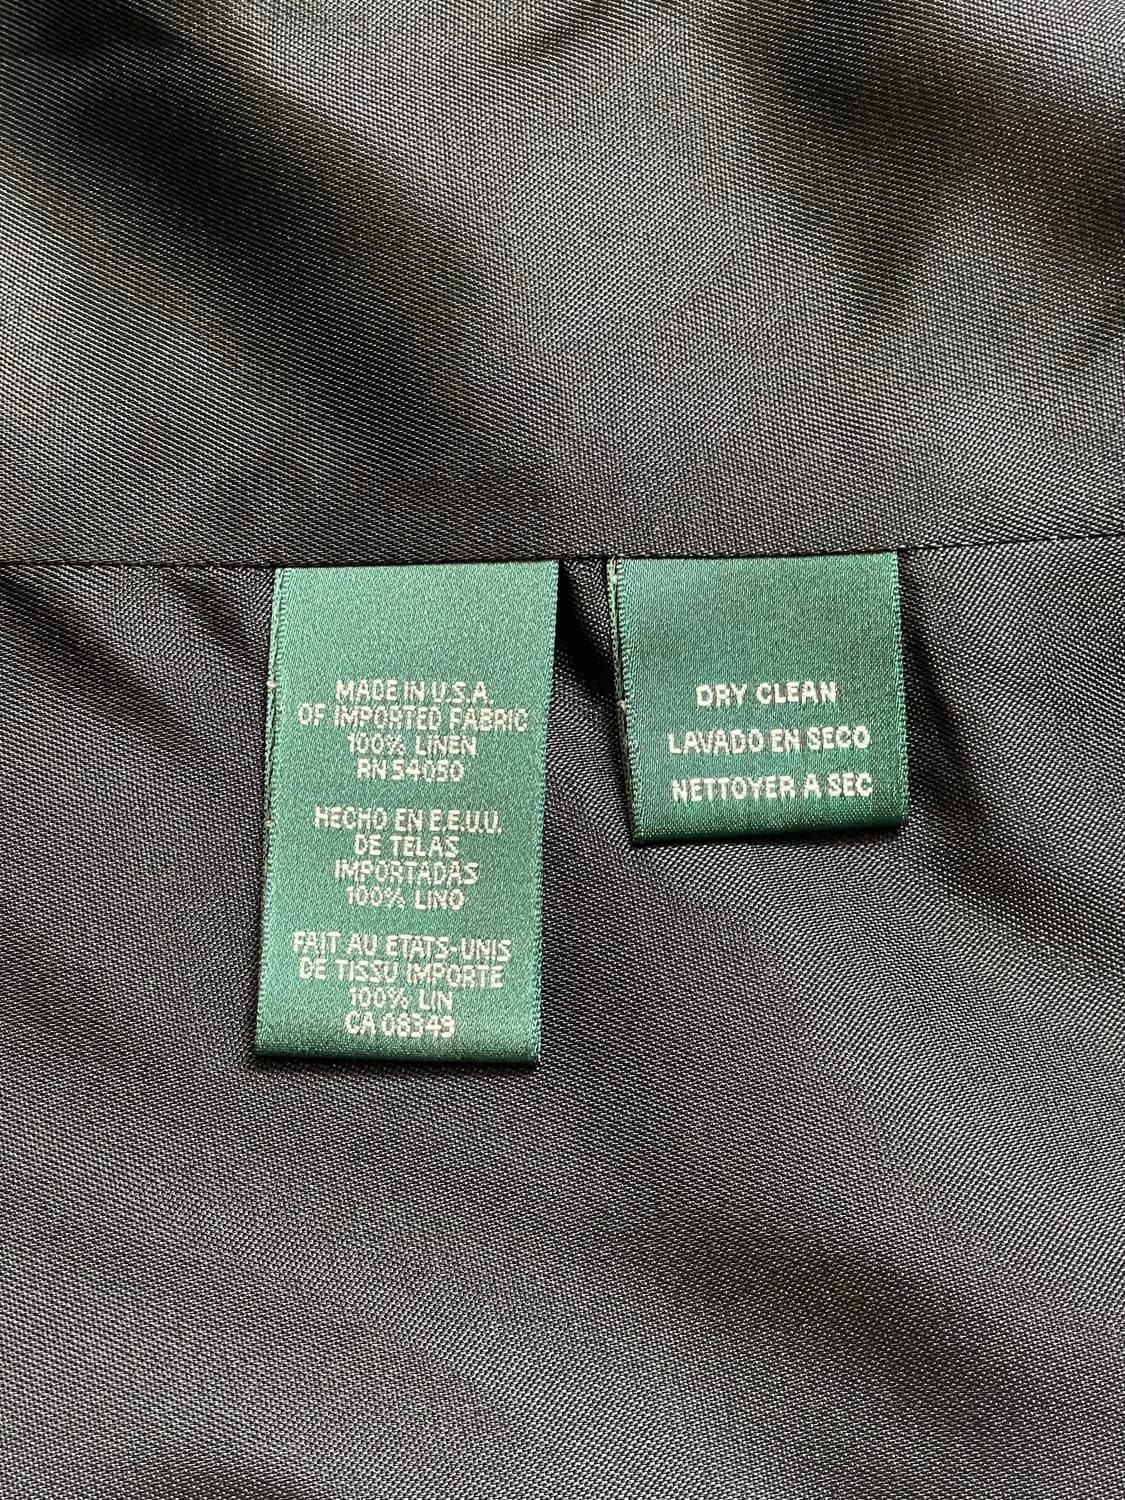 MADE IN U.S.A.
OF IMPORTED FABRIC
100% LINEN
RN 54050
HECHO EN E.E.U.U.
DE TELAS
IMPORTADAS
100% LINO
FAIT AU ETATS-UNIS
DE TISSU IMPORTE
100% LIN
CA 08349
DRY CLEAN
LAVADO EN SECO
NETTOYER A SEC